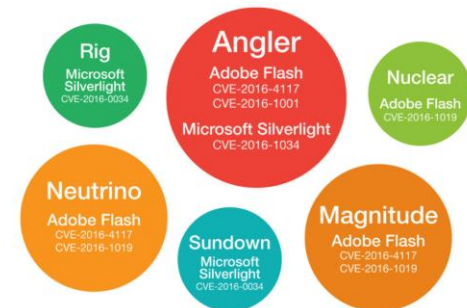 Rig
Microsoft
Silverlight
CVE-2016-0034
Angler
Adobe Flash
CVE-2016-4117
CVE-2016-1001
Microsoft Silverlight
CVE-2016-1034
Nuclear
Adobe Flash
CVE-2016-1019
Neutrino
Adobe Flash
CVE-2016-4117
CVE-2016-1019
Sundown
Microsoft
Silverlight
CVE-2016-0034
Magnitude
Adobe Flash
CVE-2016-4117
CVE-2016-1019